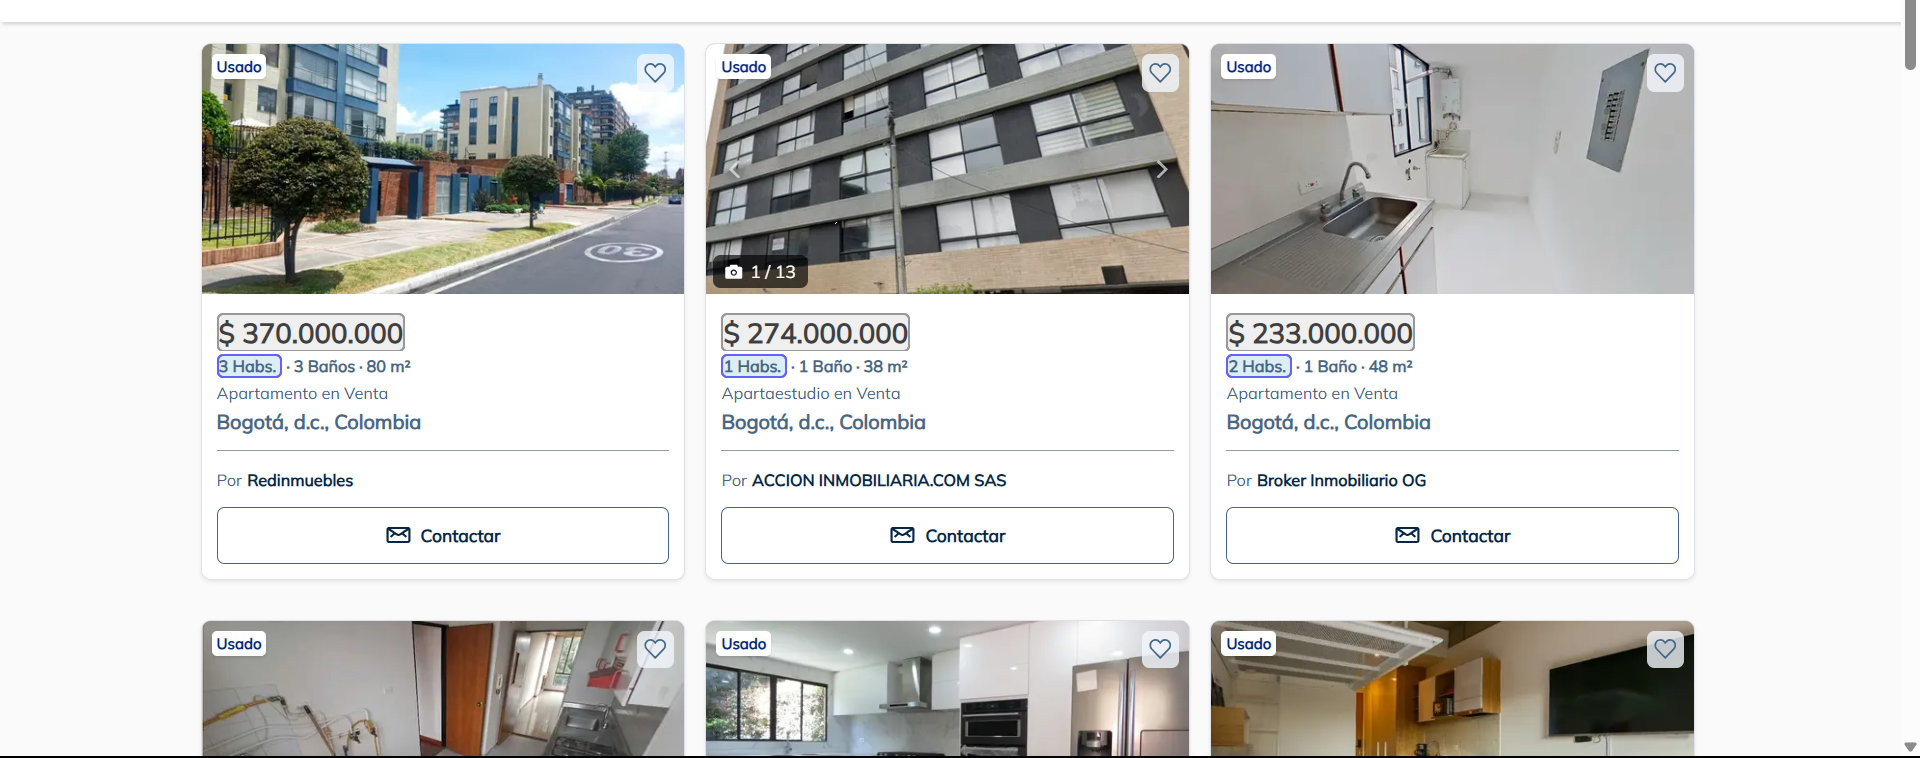 Usado
1 / 13
$ 370.000.000
3 Habs. · 3 Baños · 80 m²
Apartamento en Venta
Bogotá, d.c., Colombia
Por Redinmuebles
Contactar
Usado
$ 274.000.000
1 Habs. · 1 Baño · 38 m²
Apartaestudio en Venta
Bogotá, d.c., Colombia
Por ACCION INMOBILIARIA.COM SAS
Contactar
Usado
$ 233.000.000
2 Habs. · 1 Baño · 48 m²
Apartamento en Venta
Bogotá, d.c., Colombia
Por Broker Inmobiliario OG
Contactar
Usado
Usado
Usado
30